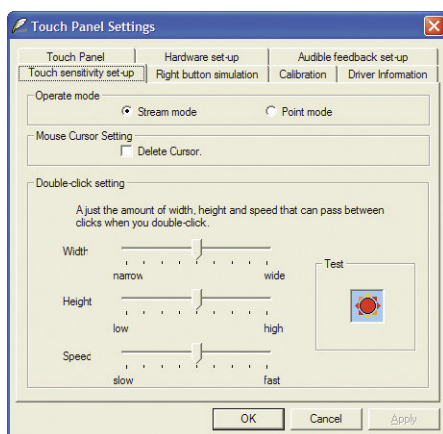 Touch Panel Settings
Touch Panel Hardware set-up Audible feedback set-up
Touch sensitivity set-up Right button simulation Calibration Driver Information
Operate mode
Stream mode Point mode
Mouse Cursor Setting
Delete Cursor.
Double-click setting
A just the amount of width, height and speed that can pass between
clicks when you double-click.
Width
narrow wide
Test
Height
low high
Speed
slow fast
OK Cancel Apply